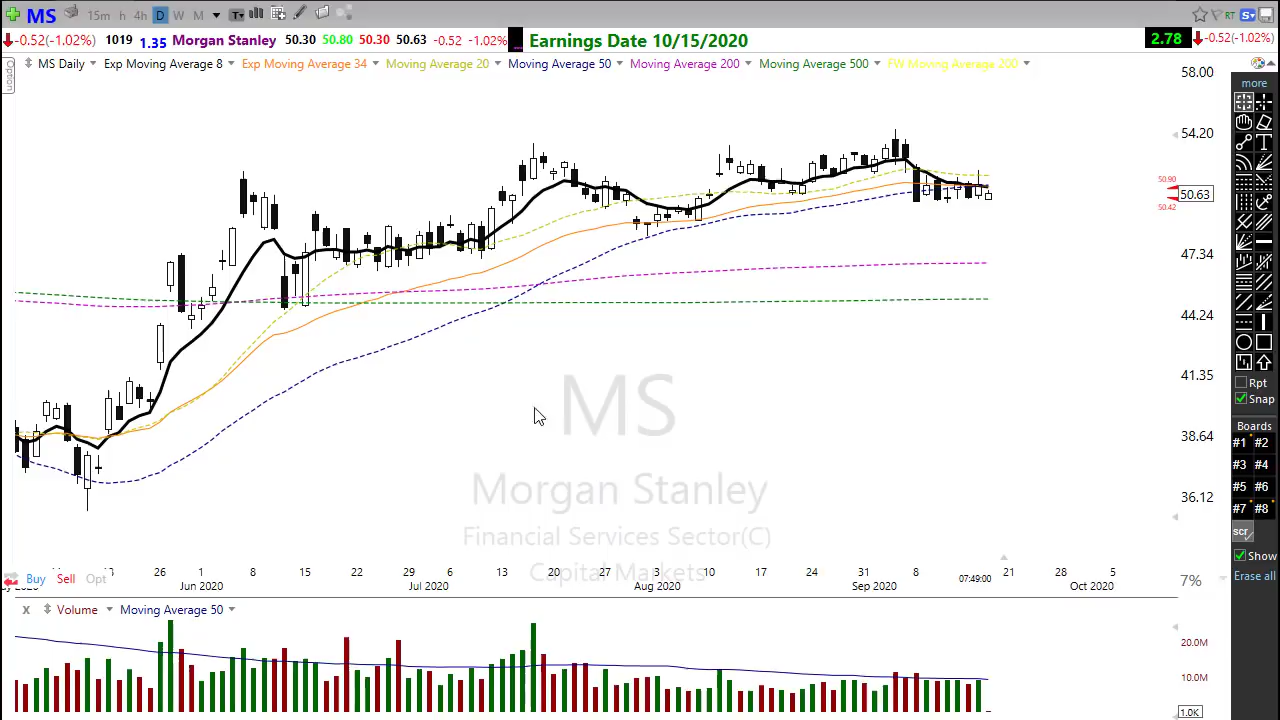 MS 15m h 4h D W M T RT S
-0.52(-1.02%) 1019 1.35 Morgan Stanley 50.30 50.80 50.30 50.63 -0.52 -1.02% Earnings Date 10/15/2020 2.78 -0.52(-1.02%)
Option MS Daily Exp Moving Average 8 Exp Moving Average 34 Moving Average 20 Moving Average 50 Moving Average 200 Moving Average 500 FW Moving Average 200
58.00
more
54.20
T
50.90
50.63
50.42
47.34
44.24
41.35
Rpt
Snap
Boards
38.64
#1 #2
#3 #4
36.12
#5 #6
#7 #8
scr
Show
Erase all
MS
Morgan Stanley
Financial Services Sector(C)
Capital Markets
26 1 8 15 22 29 6 13 20 27 3 10 17 24 31 8 07:49:00 21 28 5
Jun 2020 Jul 2020 Aug 2020 Sep 2020 Oct 2020
Buy Sell Opt
7%
X Volume Moving Average 50
20.0M
10.0M
1.0K